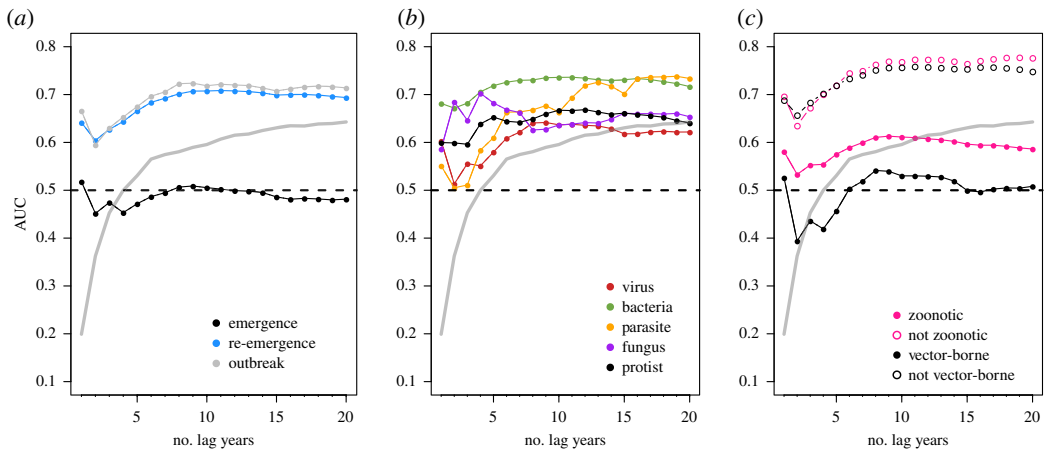 (a)
(b)
(c)
AUC
0.8
0.7
0.6
0.5
0.4
0.3
0.2
0.1
emergence
re-emergence
outbreak
5
10
15
20
no. lag years
0.8
0.7
0.6
0.5
0.4
0.3
0.2
0.1
virus
bacteria
parasite
fungus
protist
5
10
15
20
no. lag years
0.8
0.7
0.6
0.5
0.4
0.3
0.2
0.1
zoonotic
not zoonotic
vector-borne
not vector-borne
5
10
15
20
no. lag years